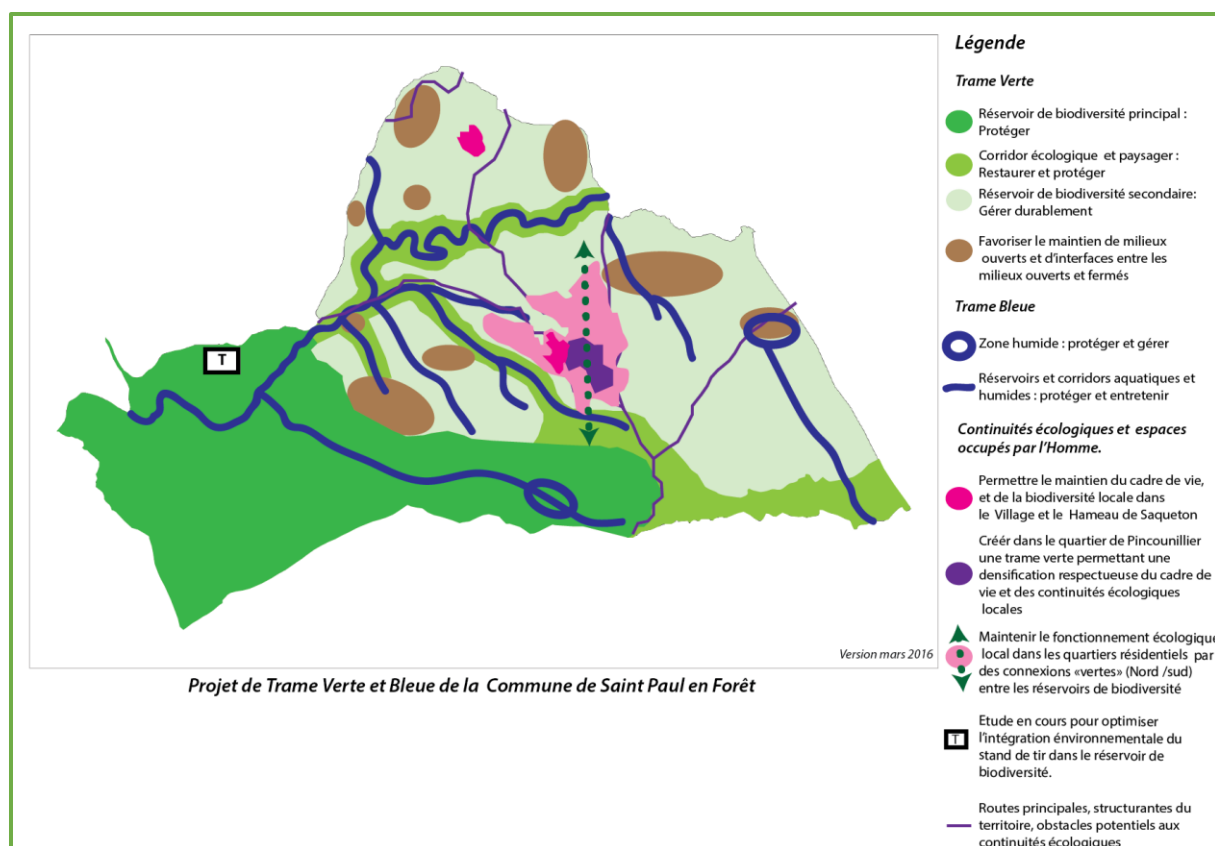 Légende
Trame Verte
Réservoir de biodiversité principal :
Protéger
Corridor écologique et paysager :
Restaurer et protéger
Réservoir de biodiversité secondaire:
Gérer durablement
Favoriser le maintien de milieux
ouverts et d'interfaces entre les
milieux ouverts et fermés
Trame Bleue
Zone humide : protéger et gérer
Réservoirs et corridors aquatiques et
humides : protéger et entretenir
Continuités écologiques et espaces
occupés par l'Homme.
Permettre le maintien du cadre de vie,
et de la biodiversité locale dans
le Village et le Hameau de Saqueton
Créér dans le quartier de Pincounillier
une trame verte permettant une
densification respectueuse du cadre de
vie et des continuités écologiques
locales
Maintenir le fonctionnement écologique
local dans les quartiers résidentiels par
des connexions «vertes» (Nord /sud)
entre les réservoirs de biodiversité
T
Etude en cours pour optimiser
l'intégration énvironnementale du
stand de tir dans le réservoir de
biodiversité.
Routes principales, structurantes du
territoire, obstacles potentiels aux
continuités écologiques
T
Version mars 2016
Projet de Trame Verte et Bleue de la Commune de Saint Paul en Forêt